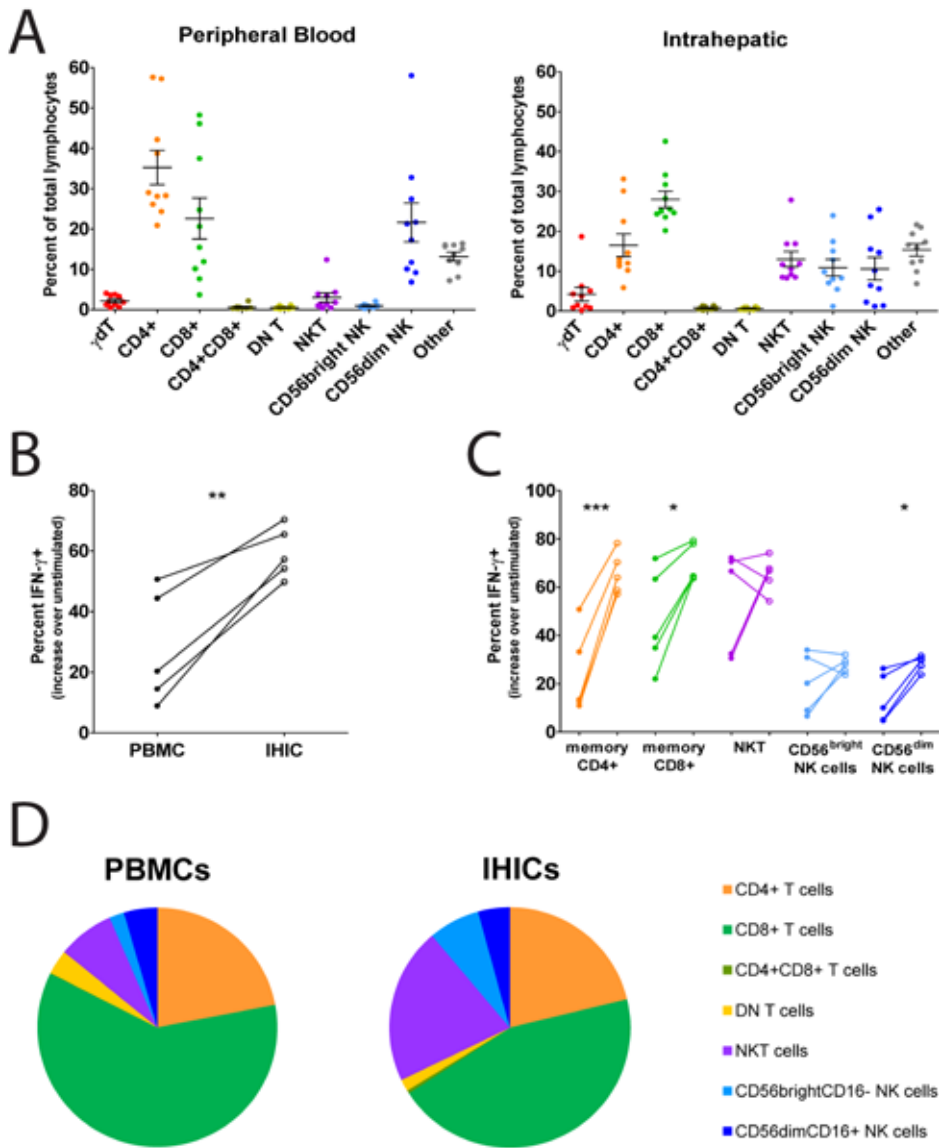 A
Peripheral Blood
Percent of total lymphocytes
60
50
40
30
20
10
0
γdT
CD4+
CD8+
CD4+CD8+
DN T
NKT
CD56bright NK
CD56dim NK
Other
Intrahepatic
Percent of total lymphocytes
60
50
40
30
20
10
0
γdT
CD4+
CD8+
CD4+CD8+
DN T
NKT
CD56bright NK
CD56dim NK
Other
B
Percent IFN-γ+
(increase over unstimulated)
80
60
40
20
0
**
PBMC
IHIC
C
Percent IFN-γ+
(increase over unstimulated)
100
80
60
40
20
0
***
*
*
memory
CD4+
memory
CD8+
NKT
CD56bright
NK cells
CD56dim
NK cells
D
PBMCs
IHICs
CD4+ T cells
CD8+ T cells
CD4+CD8+ T cells
DN T cells
NKT cells
CD56brightCD16- NK cells
CD56dimCD16+ NK cells